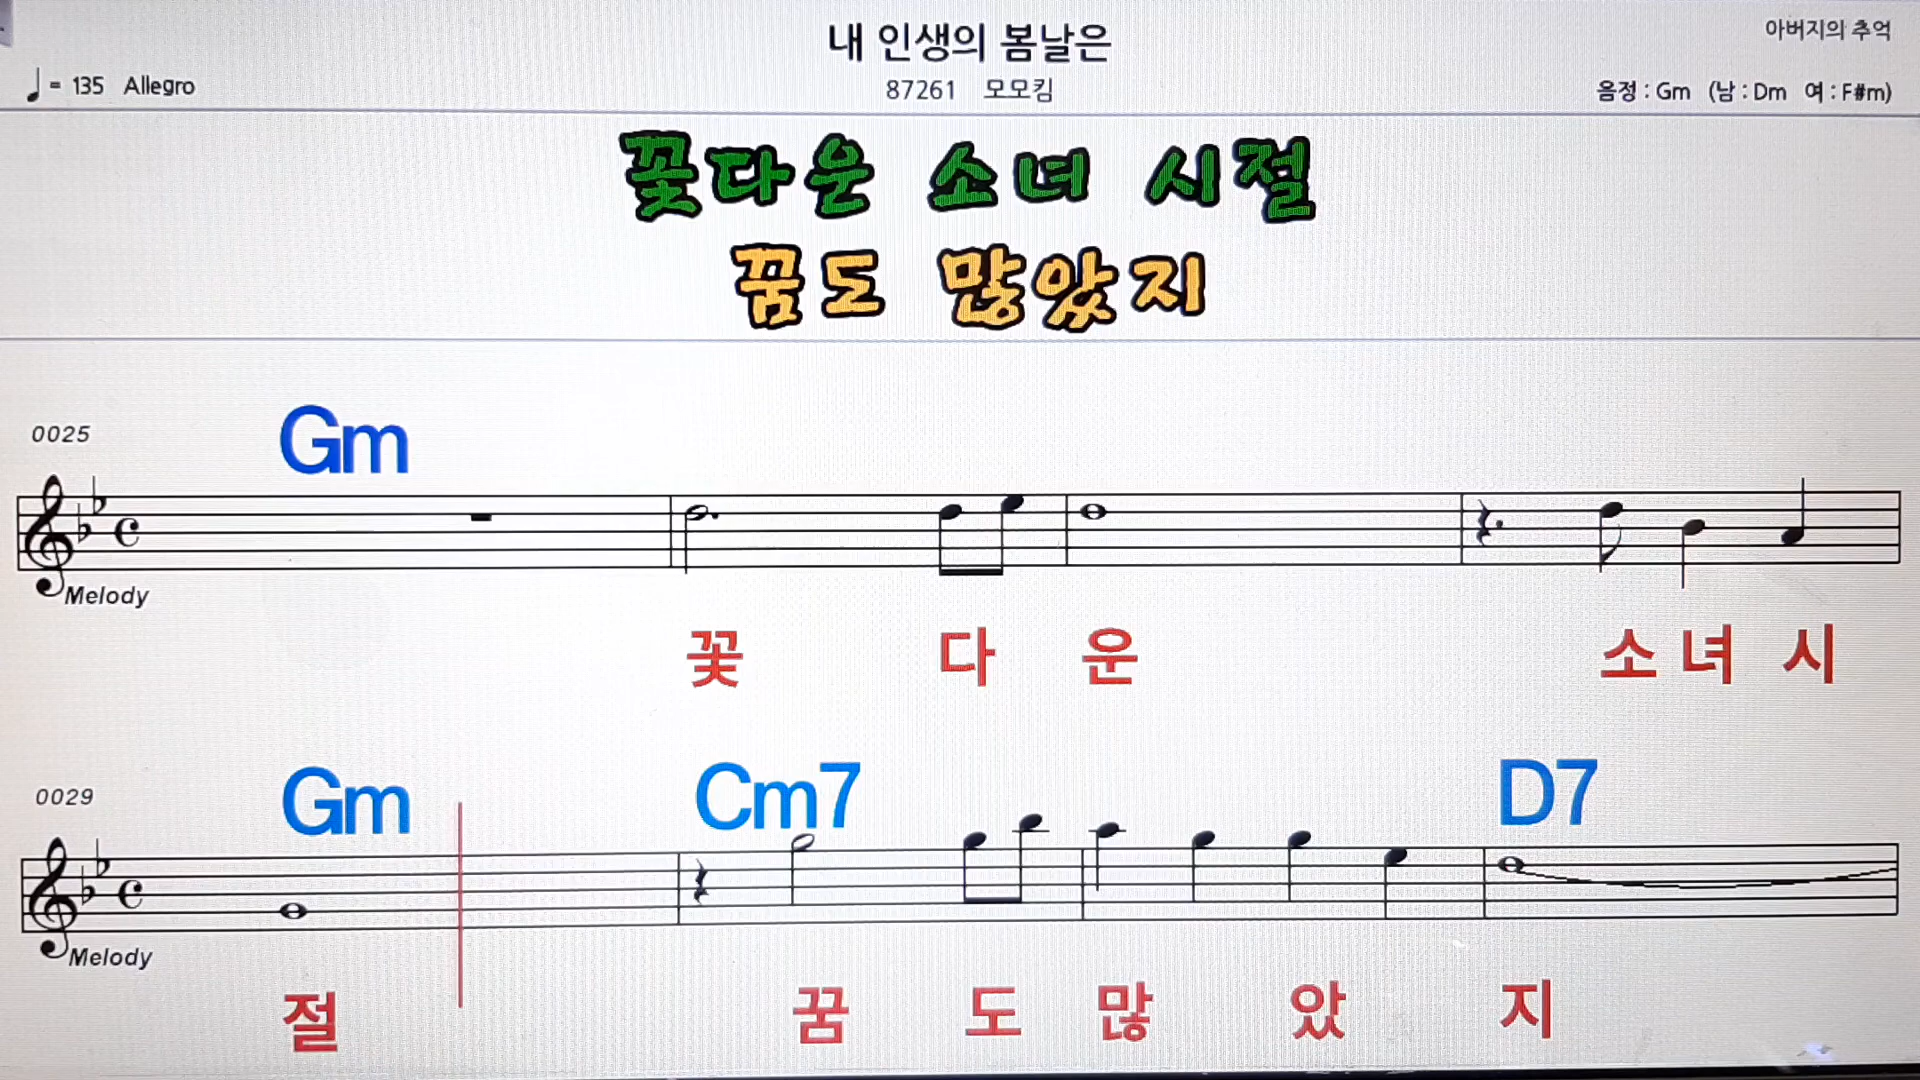 내 인생의 봄날은
아버지의 추억
♩= 135 Allegro
87261 모모킴
음정 : Gm (남 : Dm 여 : F#m)
꽃다운 소녀 시절
꿈도 많았지
0025
Gm
Melody
꽃 다 운 소 녀 시
0029
Gm Cm7 D7
Melody
절 꿈 도 많 았 지